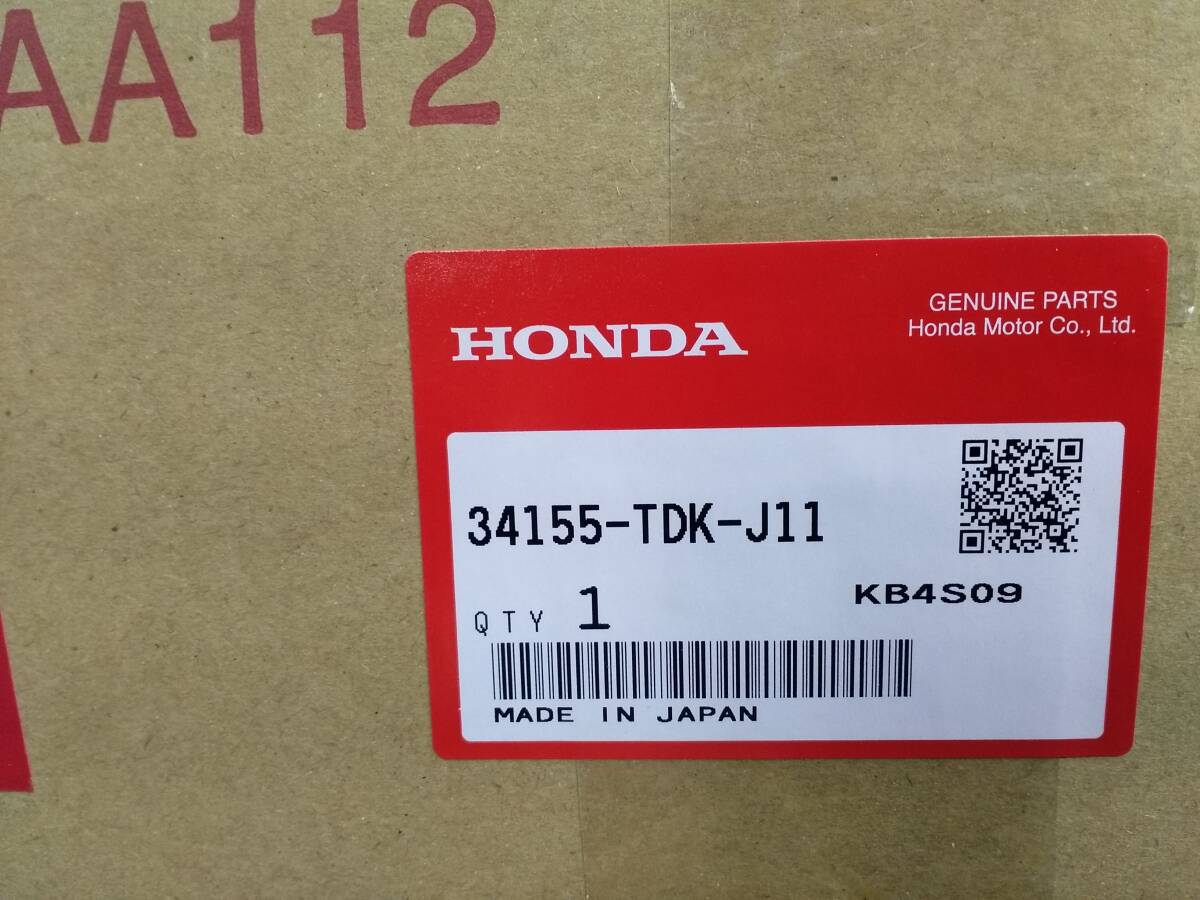 AA112
HONDA
GENUINE PARTS
Honda Motor Co., Ltd.
34155-TDK-J11
KB4S09
QTY 1
MADE IN JAPAN